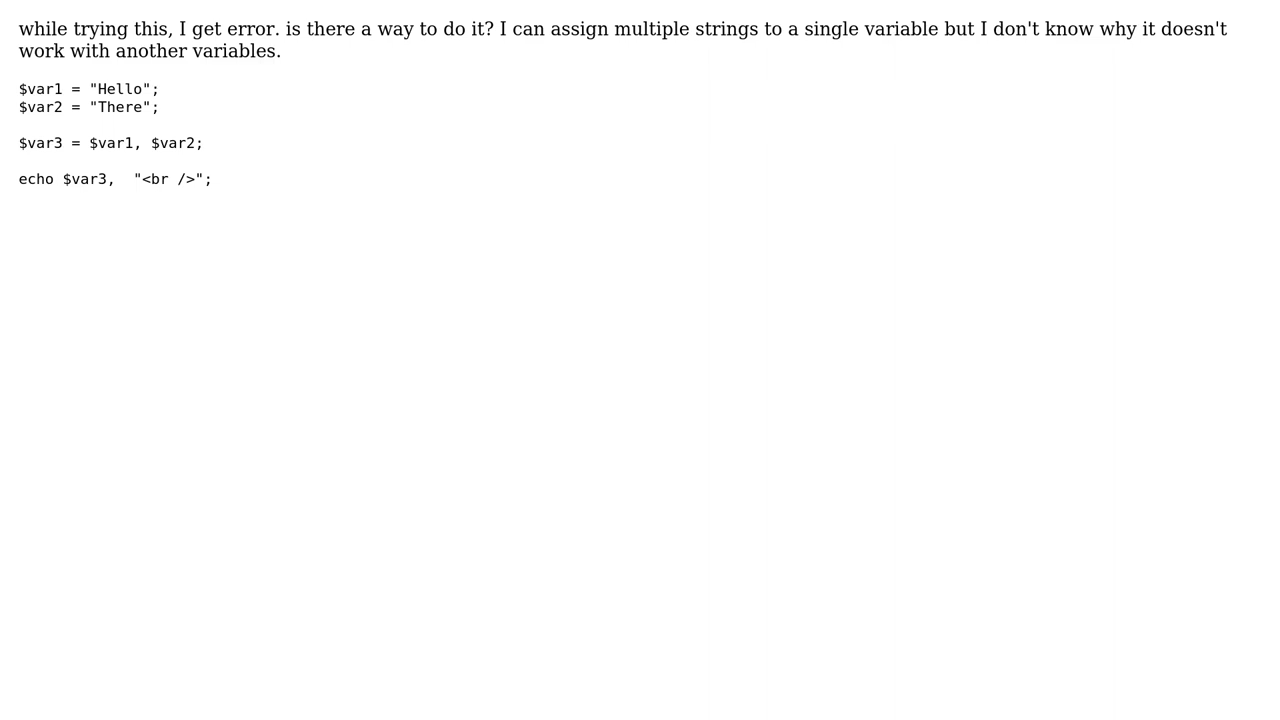 while trying this, I get error. is there a way to do it? I can assign multiple strings to a single variable but I don't know why it doesn't
work with another variables.
$var1 = "Hello";
$var2 = "There";
$var3 = $var1, $var2;
echo $var3,  "<br />";